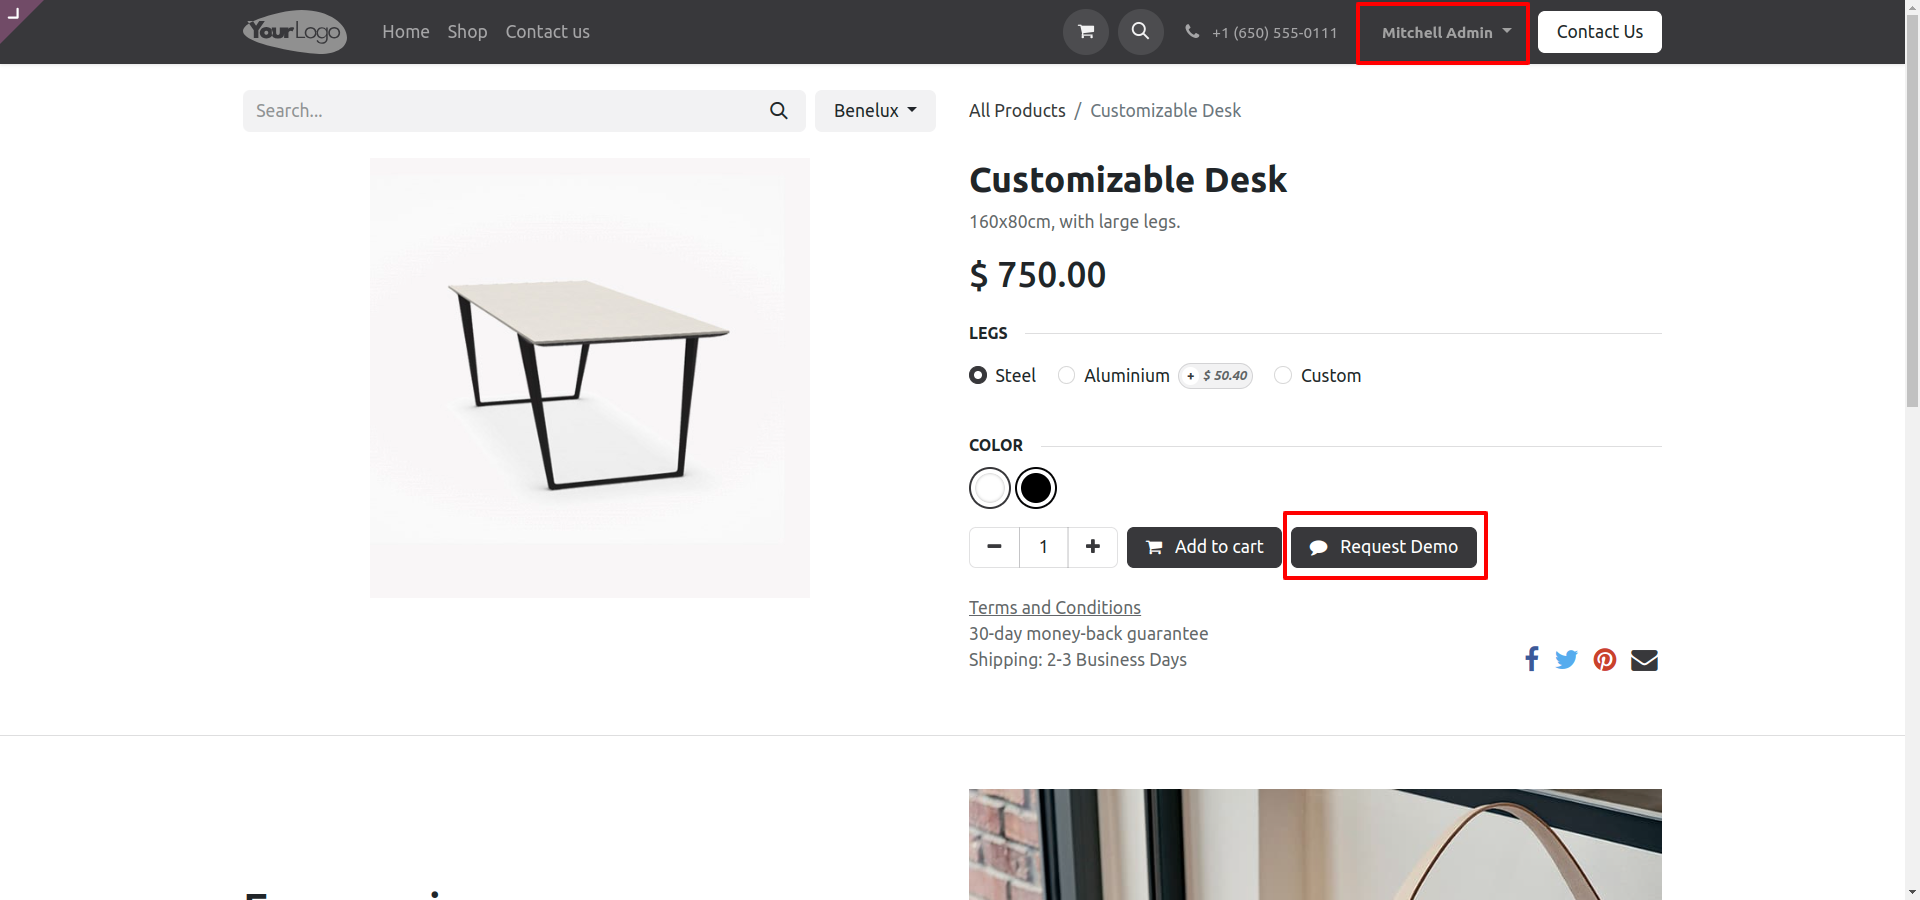 YourLogo
Home Shop Contact us
+1 (650) 555-0111
Mitchell Admin
Contact Us
Search...
Benelux
All Products / Customizable Desk
Customizable Desk
160x80cm, with large legs.
$ 750.00
LEGS
Steel Aluminium + $ 50.40 Custom
COLOR
1
Add to cart
Request Demo
Terms and Conditions
30-day money-back guarantee
Shipping: 2-3 Business Days